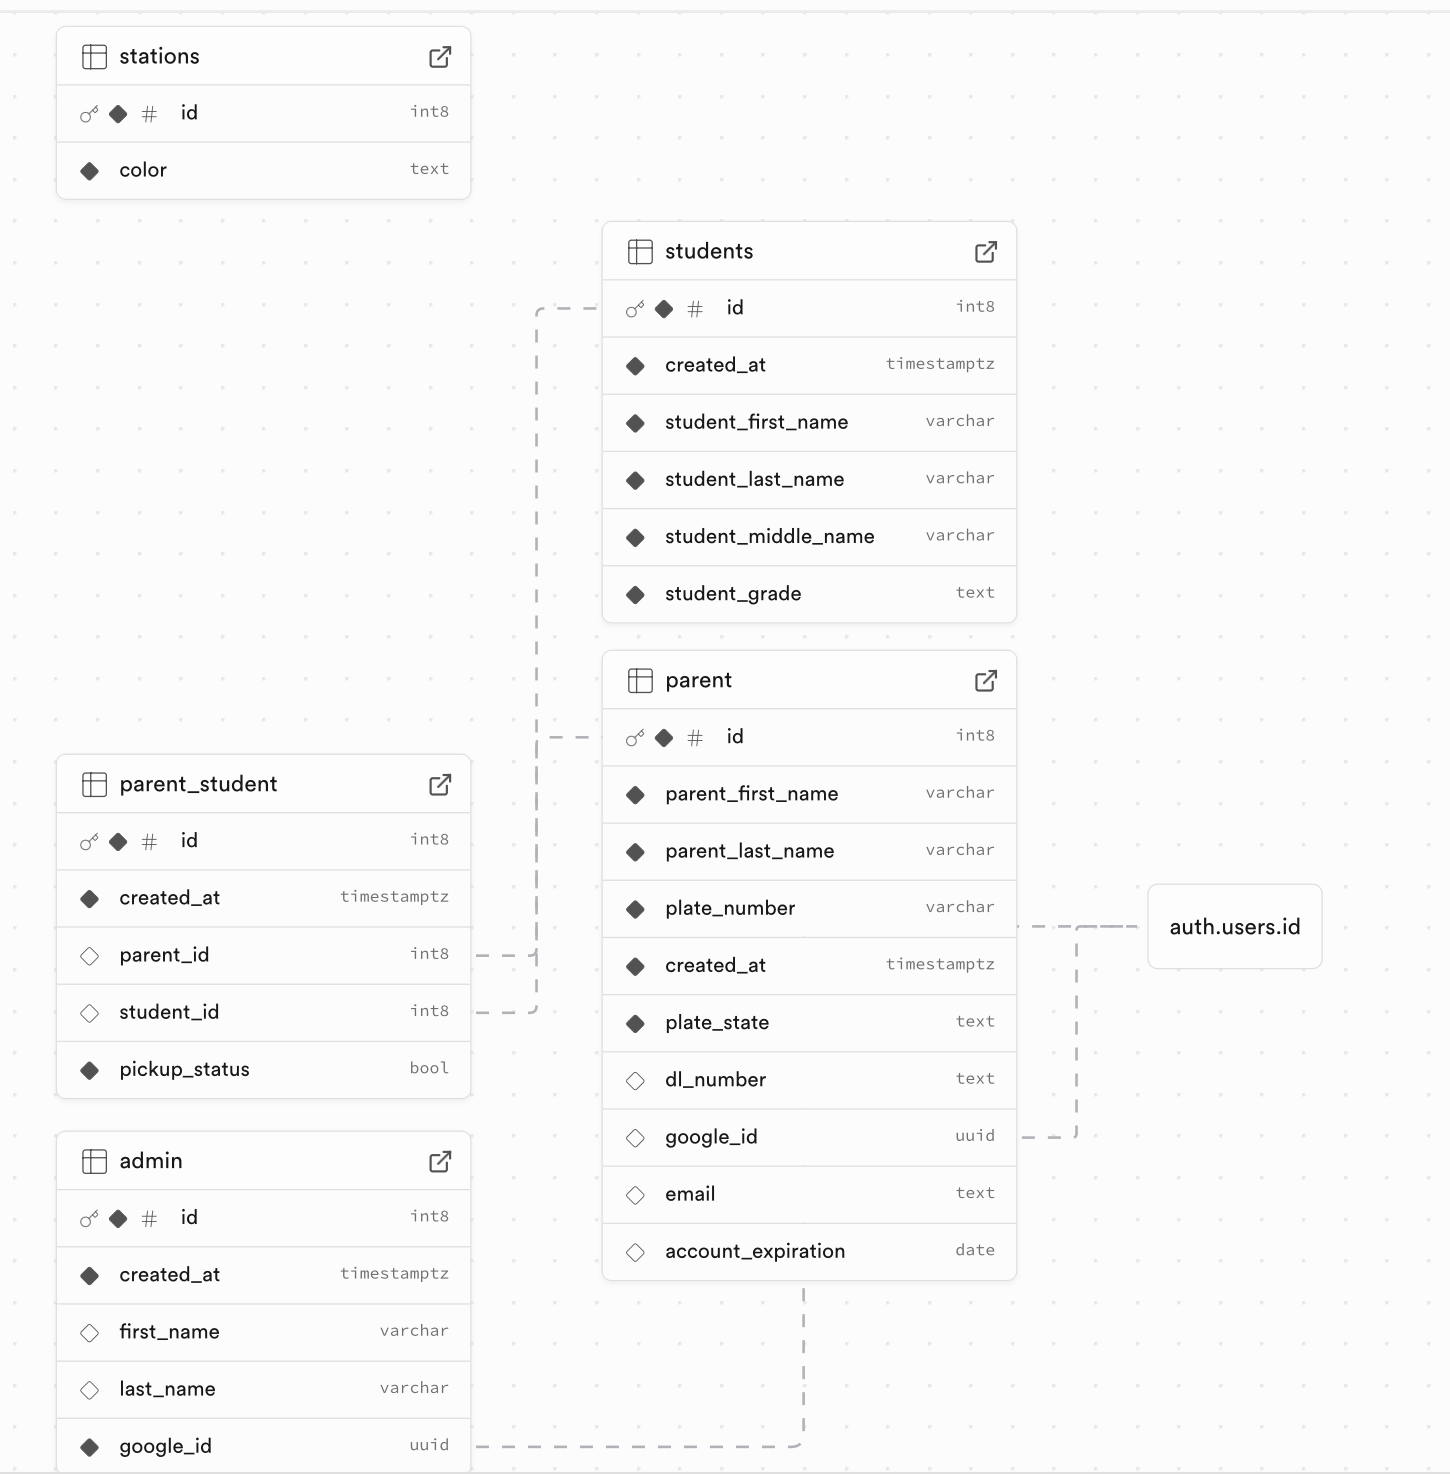 stations
# id int8
color text
students
# id int8
created_at timestamptz
student_first_name varchar
student_last_name varchar
student_middle_name varchar
student_grade text
parent
# id int8
parent_first_name varchar
parent_last_name varchar
plate_number varchar
created_at timestamptz
plate_state text
dl_number text
google_id uuid
email text
account_expiration date
parent_student
# id int8
created_at timestamptz
parent_id int8
student_id int8
pickup_status bool
auth.users.id
admin
# id int8
created_at timestamptz
first_name varchar
last_name varchar
google_id uuid